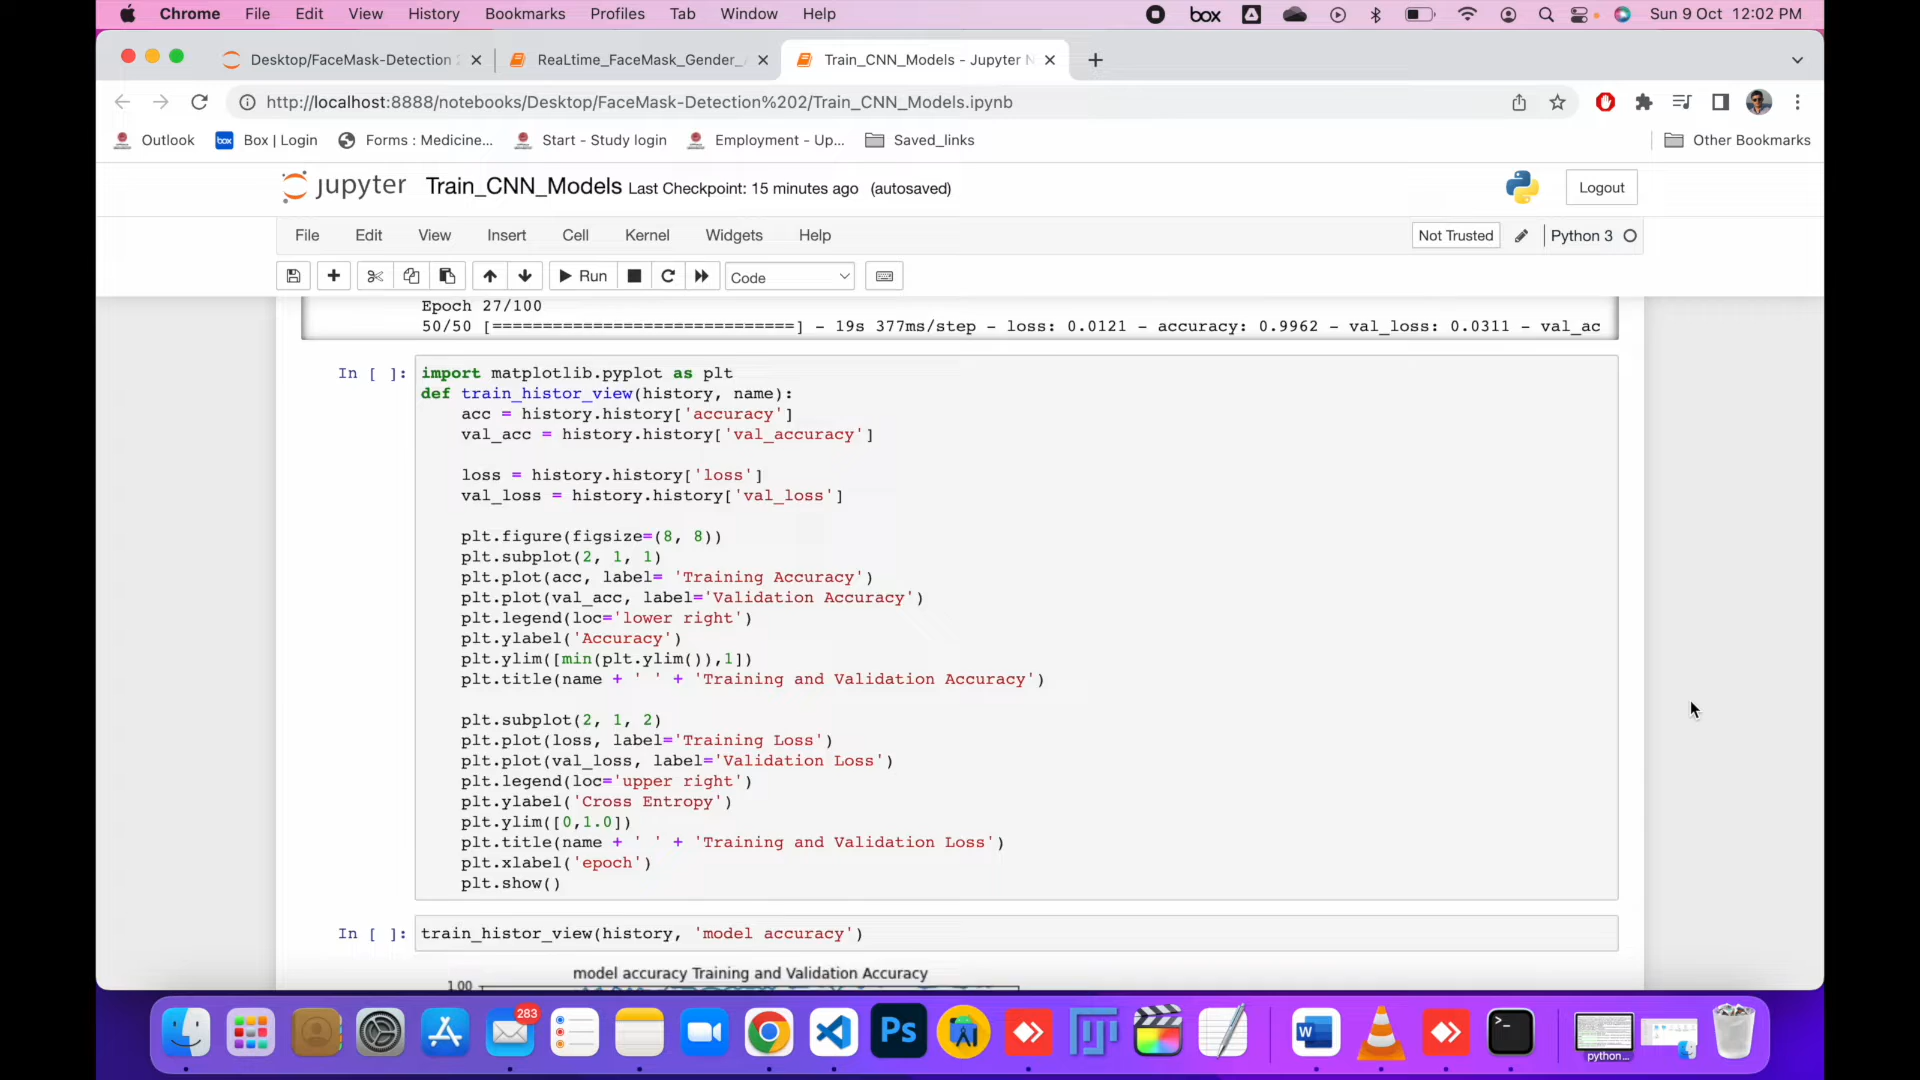 Chrome File Edit View History Bookmarks Profiles Tab Window Help box Sun 9 Oct 12:02 PM
Desktop/FaceMask-Detection ReaLtime_FaceMask_Gender_ Train_CNN_Models - Jupyter N
http://localhost:8888/notebooks/Desktop/FaceMask-Detection%202/Train_CNN_Models.ipynb
Outlook box Box | Login Forms : Medicine... Start - Study login Employment - Up... Saved_links Other Bookmarks
jupyter Train_CNN_Models Last Checkpoint: 15 minutes ago (autosaved) Logout
File Edit View Insert Cell Kernel Widgets Help Not Trusted Python 3
Run Code
Epoch 27/100
50/50 [==============================] - 19s 377ms/step - loss: 0.0121 - accuracy: 0.9962 - val_loss: 0.0311 - val_ac
In [ ]: import matplotlib.pyplot as plt
def train_histor_view(history, name):
acc = history.history['accuracy']
val_acc = history.history['val_accuracy']
loss = history.history['loss']
val_loss = history.history['val_loss']
plt.figure(figsize=(8, 8))
plt.subplot(2, 1, 1)
plt.plot(acc, label= 'Training Accuracy')
plt.plot(val_acc, label='Validation Accuracy')
plt.legend(loc='lower right')
plt.ylabel('Accuracy')
plt.ylim([min(plt.ylim()),1])
plt.title(name + ' ' + 'Training and Validation Accuracy')
plt.subplot(2, 1, 2)
plt.plot(loss, label='Training Loss')
plt.plot(val_loss, label='Validation Loss')
plt.legend(loc='upper right')
plt.ylabel('Cross Entropy')
plt.ylim([0,1.0])
plt.title(name + ' ' + 'Training and Validation Loss')
plt.xlabel('epoch')
plt.show()
In [ ]: train_histor_view(history, 'model accuracy')
model accuracy Training and Validation Accuracy
1.00
283
Ps
W
python...